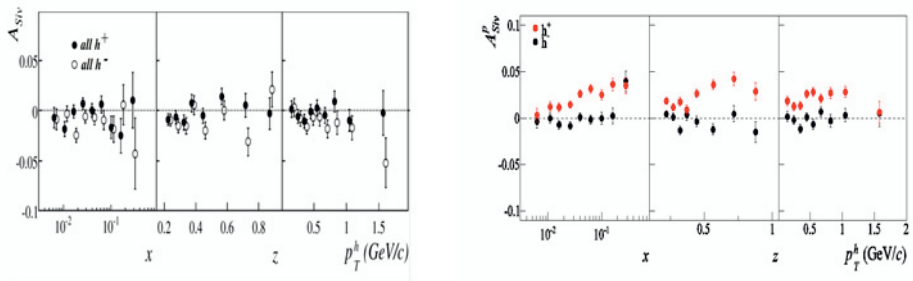 A_Siv
0.05
0
-0.05
-0.1
all h⁺
all h⁻
10⁻²
10⁻¹
x
0.2
0.4
0.6
0.8
z
0.5
1
1.5
p_T^h (GeV/c)
A^p_Siv
0.1
0.05
0
-0.05
-0.1
h⁺
h⁻
10⁻²
10⁻¹
x
0.5
1
z
0.5
1
1.5
2
p_T^h (GeV/c)